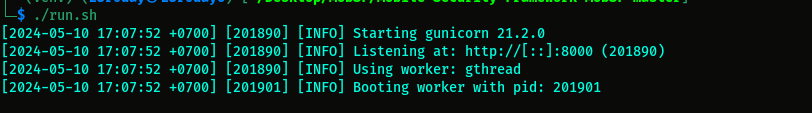 └─$ ./run.sh
[2024-05-10 17:07:52 +0700] [201890] [INFO] Starting gunicorn 21.2.0
[2024-05-10 17:07:52 +0700] [201890] [INFO] Listening at: http://[::]:8000 (201890)
[2024-05-10 17:07:52 +0700] [201890] [INFO] Using worker: gthread
[2024-05-10 17:07:52 +0700] [201901] [INFO] Booting worker with pid: 201901